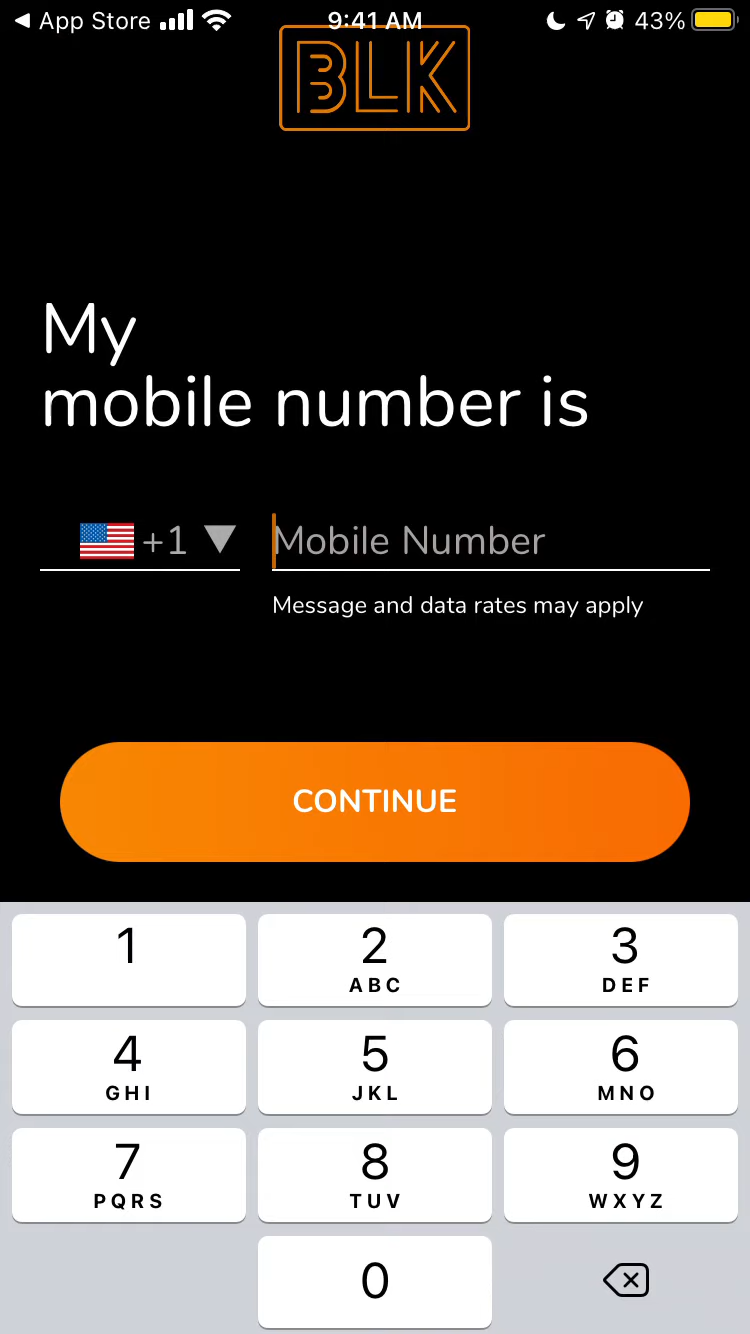 App Store 9:41 AM 43%
BLK
My
mobile number is
+1 Mobile Number
Message and data rates may apply
CONTINUE
1 2 3
ABC DEF
4 5 6
GHI JKL MNO
7 8 9
PQRS TUV WXYZ
0